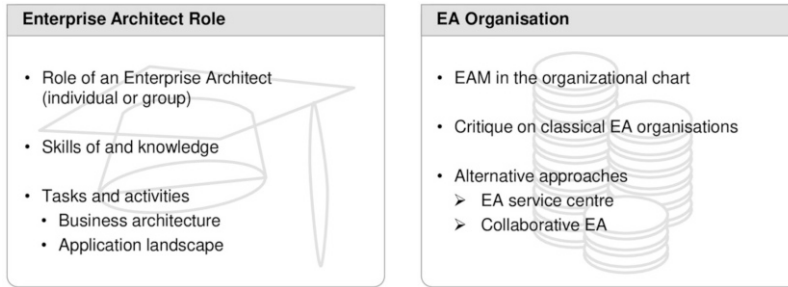 Enterprise Architect Role
• Role of an Enterprise Architect
(individual or group)
• Skills of and knowledge
• Tasks and activities
• Business architecture
• Application landscape
EA Organisation
• EAM in the organizational chart
• Critique on classical EA organisations
• Alternative approaches
➢ EA service centre
➢ Collaborative EA